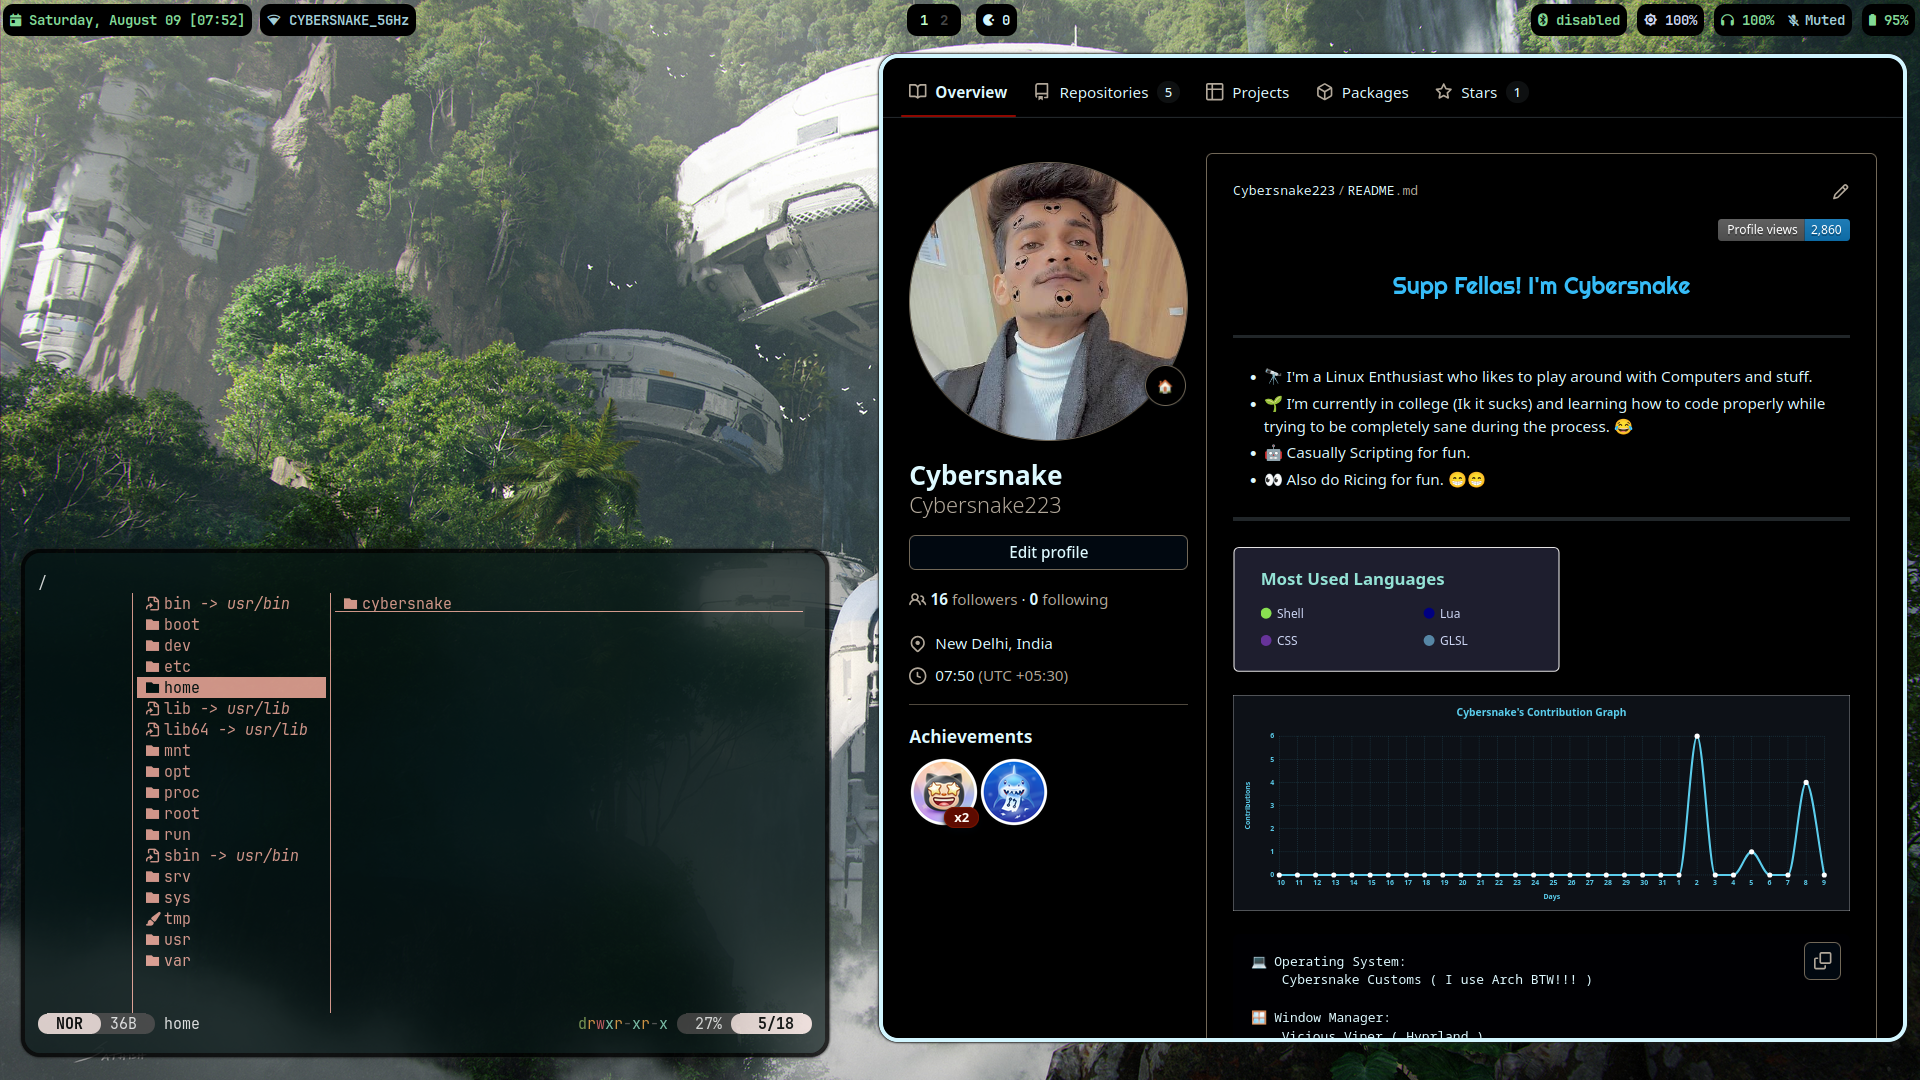 Saturday, August 09 [07:52]
CYBERSNAKE_5GHz
1 2
0
disabled
100%
100% Muted
95%
/
bin -> usr/bin
boot
dev
etc
home
lib -> usr/lib
lib64 -> usr/lib
mnt
opt
proc
root
run
sbin -> usr/bin
srv
sys
tmp
usr
var
cybersnake
NOR 36B home
drwxr-xr-x 27% 5/18
Overview
Repositories 5
Projects
Packages
Stars 1
Cybersnake
Cybersnake223
Edit profile
16 followers · 0 following
New Delhi, India
07:50 (UTC +05:30)
Achievements
x2
Cybersnake223 / README.md
Profile views 2,860
Supp Fellas! I'm Cybersnake
• 🔭 I'm a Linux Enthusiast who likes to play around with Computers and stuff.
• 🌱 I'm currently in college (Ik it sucks) and learning how to code properly while
trying to be completely sane during the process. 😂
• 🤖 Casually Scripting for fun.
• 👀 Also do Ricing for fun. 😁😁
Most Used Languages
Shell
Lua
CSS
GLSL
Cybersnake's Contribution Graph
Contributions
6
5
4
3
2
1
0
10 11 12 13 14 15 16 17 18 19 20 21 22 23 24 25 26 27 28 29 30 31 1 2 3 4 5 6 7 8 9
Days
💻 Operating System:
Cybersnake Customs ( I use Arch BTW!!! )
🪟 Window Manager:
Vicious Viper ( Hyprland )